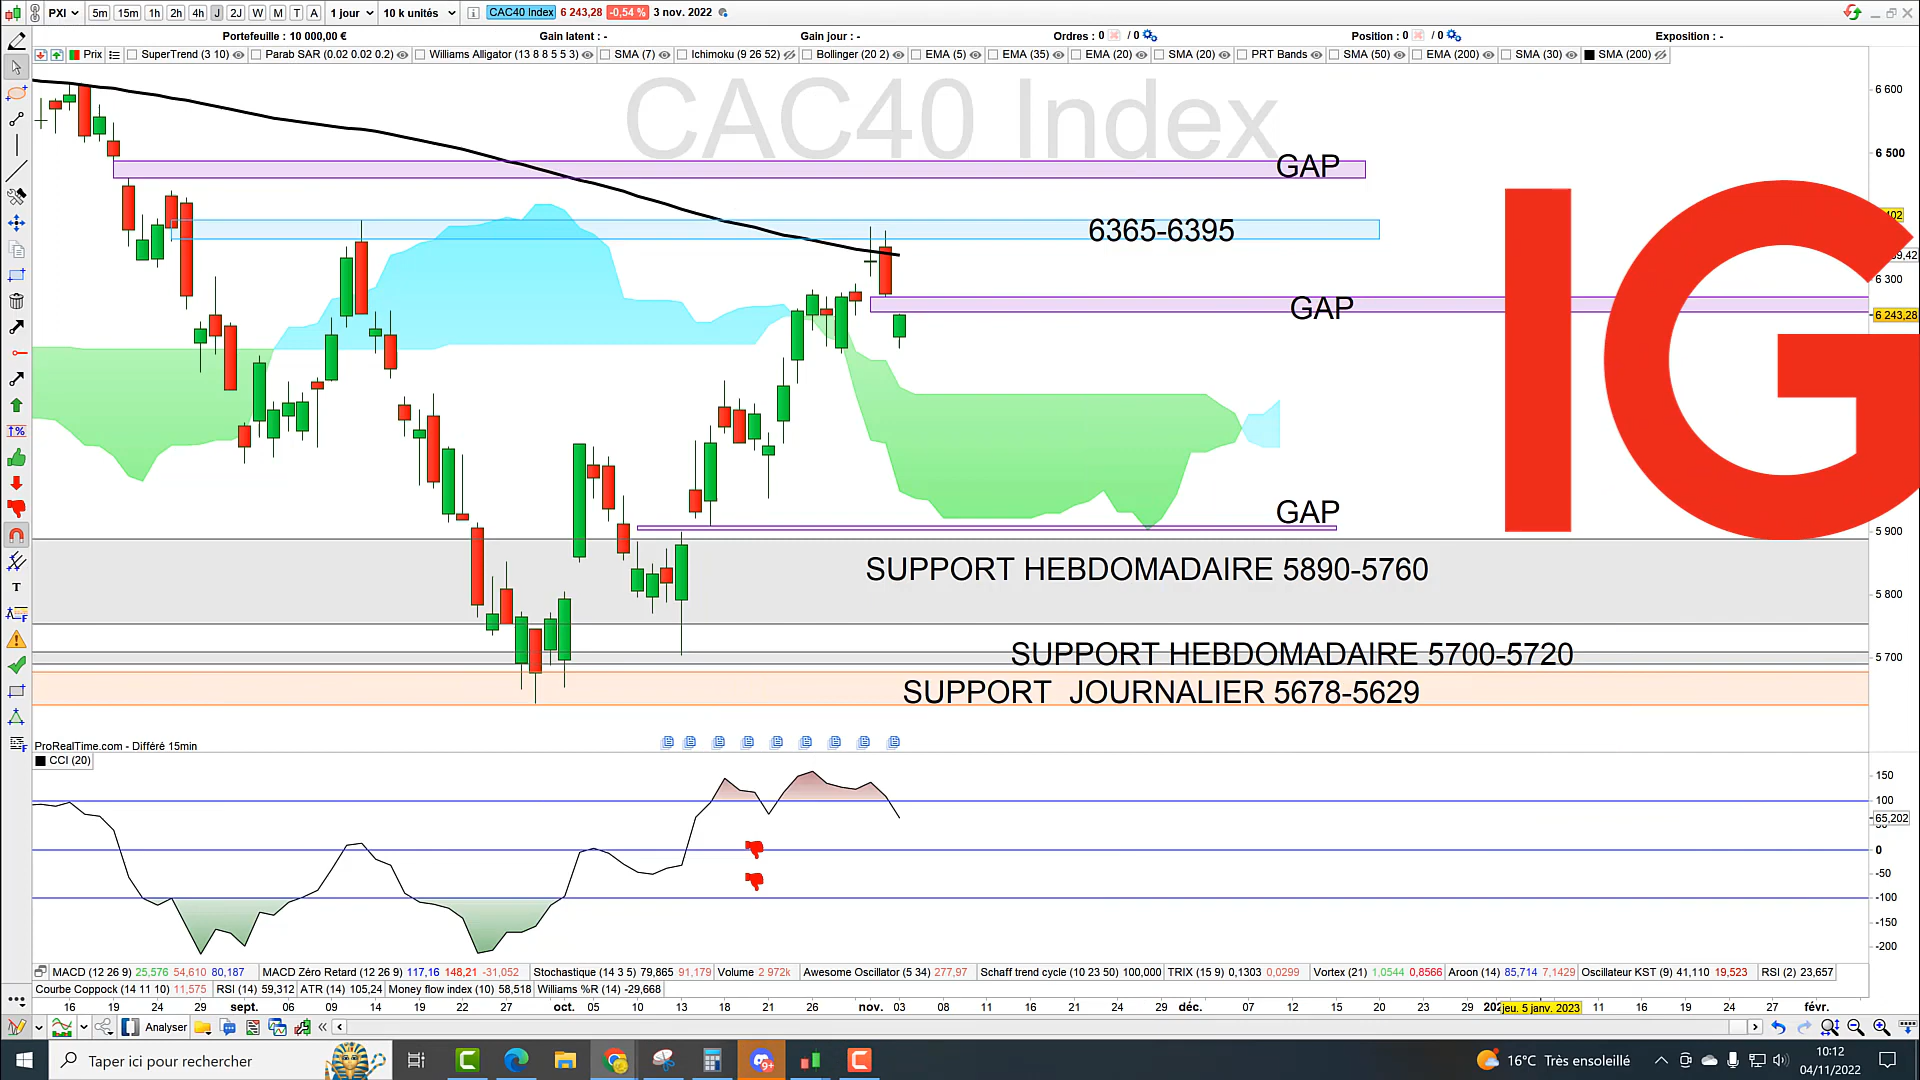 PXI 5m 15m 1h 2h 4h J 2J W M T A 1 jour 10 k unités CAC40 Index 6 243,28 -0,54 % 3 nov. 2022
Portefeuille : 10 000,00 € Gain latent : - Gain jour : - Ordres : 0 / 0 Position : 0 / 0 Exposition : -
Prix SuperTrend (3 10) Parab SAR (0.02 0.02 0.2) Williams Alligator (13 8 8 5 5 3) SMA (7) Ichimoku (9 26 52) Bollinger (20 2) EMA (5) EMA (35) EMA (20) SMA (20) PRT Bands SMA (50) EMA (200) SMA (30) SMA (200)
CAC40 Index
6 600
6 500
GAP
6365-6395
402
39,42
6 300
GAP
6 243,28
IG
GAP
5 900
SUPPORT HEBDOMADAIRE 5890-5760
5 800
SUPPORT HEBDOMADAIRE 5700-5720
5 700
SUPPORT JOURNALIER 5678-5629
ProRealTime.com - Différé 15min
CCI (20)
150
100
65,202
0
-50
-100
-150
-200
MACD (12 26 9) 25,576 54,610 80,187 MACD Zéro Retard (12 26 9) 117,16 148,21 -31,052 Stochastique (14 3 5) 79,865 91,179 Volume 2 972k Awesome Oscillator (5 34) 277,97 Schaff trend cycle (10 23 50) 100,000 TRIX (15 9) 0,1303 0,0299 Vortex (21) 1,0544 0,8566 Aroon (14) 85,714 7,1429 Oscillateur KST (9) 41,110 19,523 RSI (2) 23,657
Courbe Coppock (14 11 10) 11,575 RSI (14) 59,312 ATR (14) 105,24 Money flow index (10) 58,518 Williams %R (14) -29,668
16 19 24 29 sept. 06 09 14 19 22 27 oct. 05 10 13 18 21 26 nov. 03 08 11 16 21 24 29 déc. 07 12 15 20 23 29 202 jeu. 5 janv. 2023 11 16 19 24 27 févr.
Analyser
Taper ici pour rechercher 9+ 16°C Très ensoleillé 10:12
04/11/2022